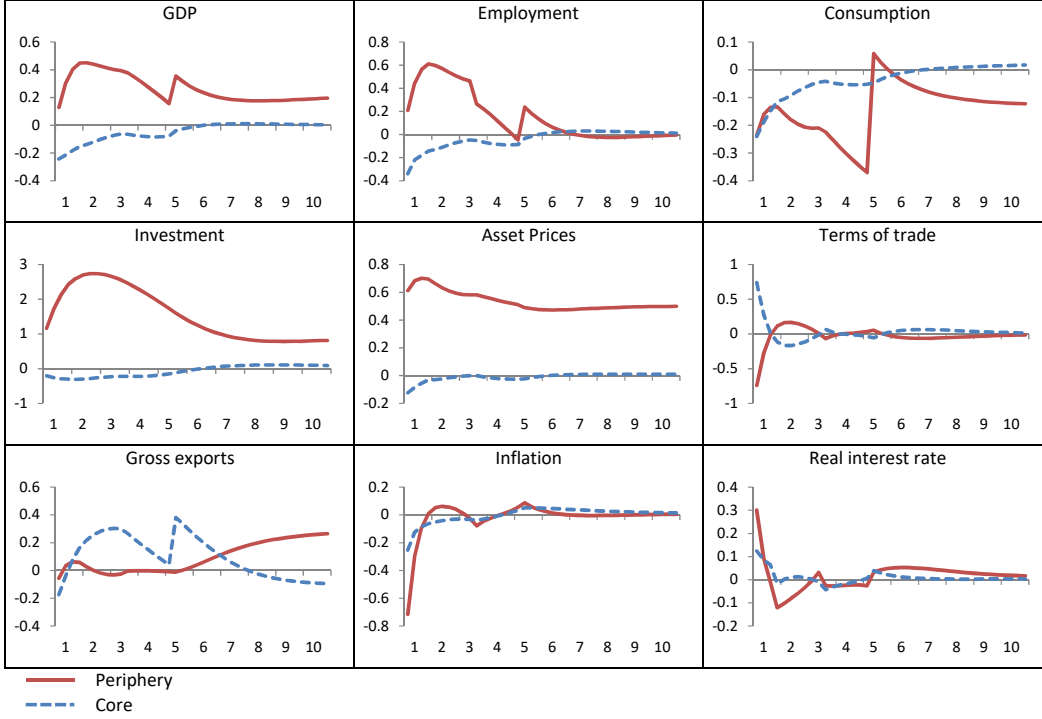 GDP
0.6
0.4
0.2
0
-0.2
-0.4
1 2 3 4 5 6 7 8 9 10
Employment
0.8
0.6
0.4
0.2
0
-0.2
-0.4
1 2 3 4 5 6 7 8 9 10
Consumption
0.1
0
-0.1
-0.2
-0.3
-0.4
1 2 3 4 5 6 7 8 9 10
Investment
3
2
1
0
-1
1 2 3 4 5 6 7 8 9 10
Asset Prices
0.8
0.6
0.4
0.2
0
-0.2
1 2 3 4 5 6 7 8 9 10
Terms of trade
1
0.5
0
-0.5
-1
1 2 3 4 5 6 7 8 9 10
Gross exports
0.6
0.4
0.2
0
-0.2
-0.4
1 2 3 4 5 6 7 8 9 10
Inflation
0.2
0
-0.2
-0.4
-0.6
-0.8
1 2 3 4 5 6 7 8 9 10
Real interest rate
0.4
0.3
0.2
0.1
0
-0.1
-0.2
1 2 3 4 5 6 7 8 9 10
Periphery
Core